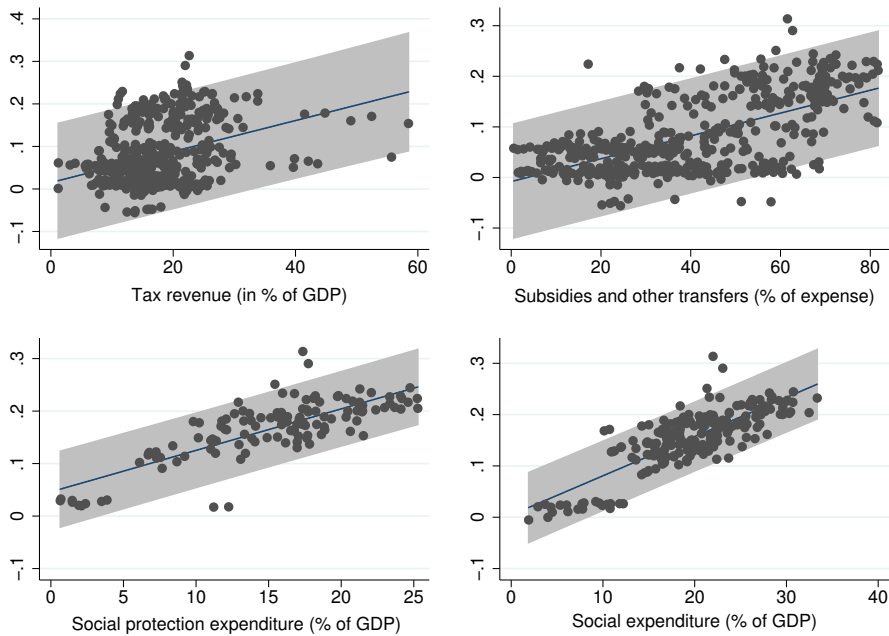 .4
.3
.2
.1
0
-.1
0 20 40 60
Tax revenue (in % of GDP)
.3
.2
.1
0
-.1
0 20 40 60 80
Subsidies and other transfers (% of expense)
.3
.2
.1
0
-.1
0 5 10 15 20 25
Social protection expenditure (% of GDP)
.3
.2
.1
0
-.1
0 10 20 30 40
Social expenditure (% of GDP)